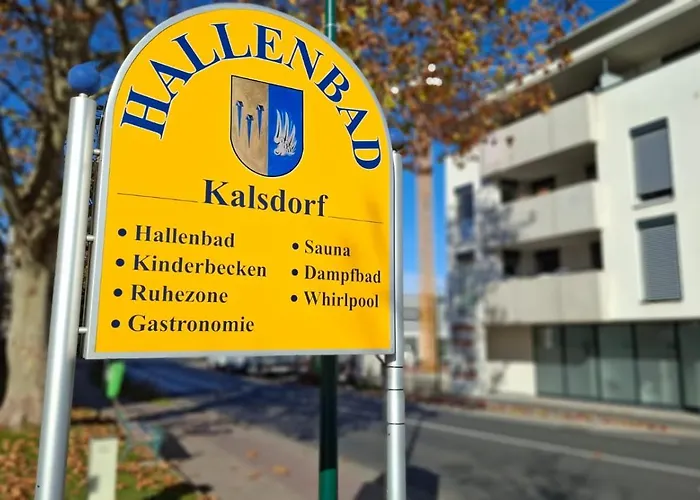 HALLENBAD
Kalsdorf
• Hallenbad
• Kinderbecken
• Ruhezone
• Gastronomie
• Sauna
• Dampfbad
• Whirlpool